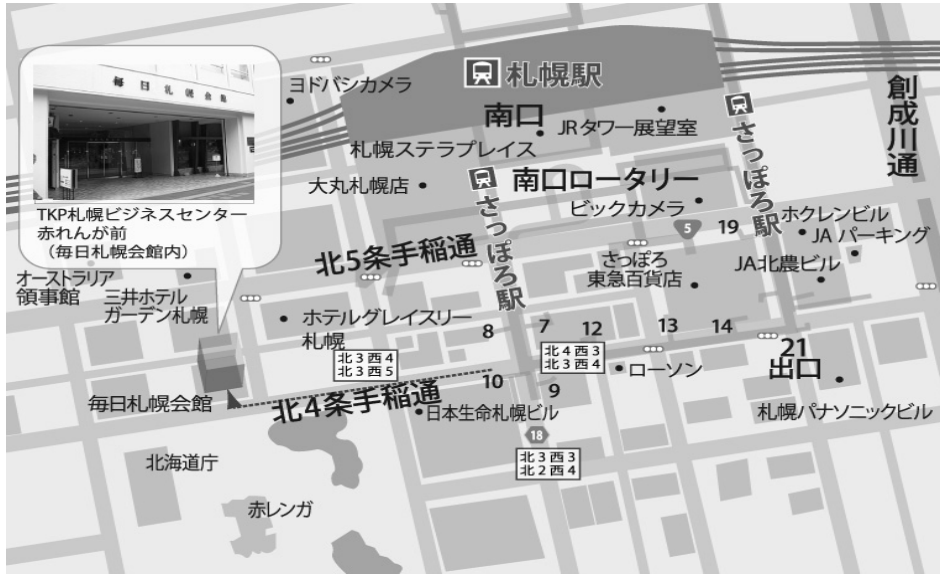 毎日札幌会館
TKP札幌ビジネスセンター
赤れんが前
(毎日札幌会館内)
ヨドバシカメラ
札幌駅
南口
JRタワー展望室
札幌ステラプレイス
大丸札幌店
さっぽろ駅
南口ロータリー
ビックカメラ
さっぽろ駅
創成川通
5
19
ホクレンビル
JAパーキング
北5条手稲通
さっぽろ
東急百貨店
JA北農ビル
オーストラリア
領事館
三井ホテル
ガーデン札幌
ホテルグレイスリー
札幌
8
7
12
13
14
21
出口
北3西4
北3西5
北4西3
北3西4
ローソン
10
9
毎日札幌会館
北4条手稲通
日本生命札幌ビル
札幌パナソニックビル
18
北3西3
北2西4
北海道庁
赤レンガ